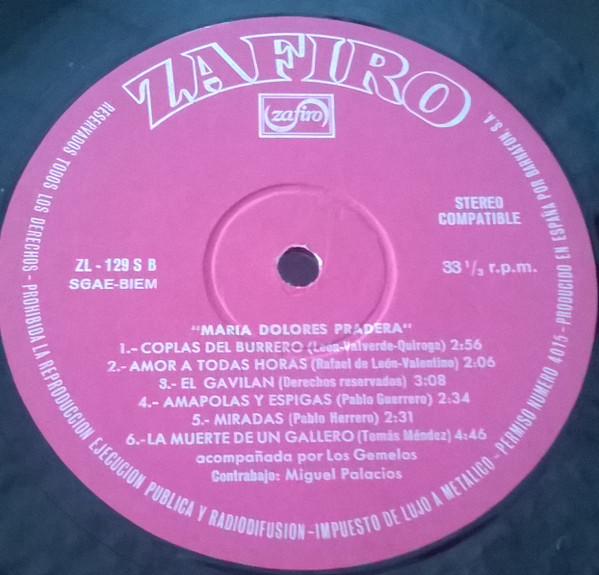 ZAFIRO
zafiro
STEREO
COMPATIBLE
ZL - 129 S B
SGAE-BIEM
33 1/3 r.p.m.
"MARIA DOLORES PRADERA"
1.- COPLAS DEL BURRERO (León-Valverde-Quiroga) 2:56
2.- AMOR A TODAS HORAS (Rafael de León-Valentino) 2:06
3.- EL GAVILAN (Derechos reservados) 3:08
4.- AMAPOLAS Y ESPIGAS (Pablo Guerrero) 2:34
5.- MIRADAS (Pablo Herrero) 2:31
6.- LA MUERTE DE UN GALLERO (Tomás Méndez) 4:46
acompañada por Los Gemelos
Contrabajo: Miguel Palacios
RESERVADOS TODOS LOS DERECHOS - PROHIBIDA LA REPRODUCCION EJECUCION PUBLICA Y RADIODIFUSION - IMPUESTO DE LUJO A METALICO - PERMISO NUMERO 4015 - PRODUCIDO EN ESPAÑA POR BARNAFON, S.A.